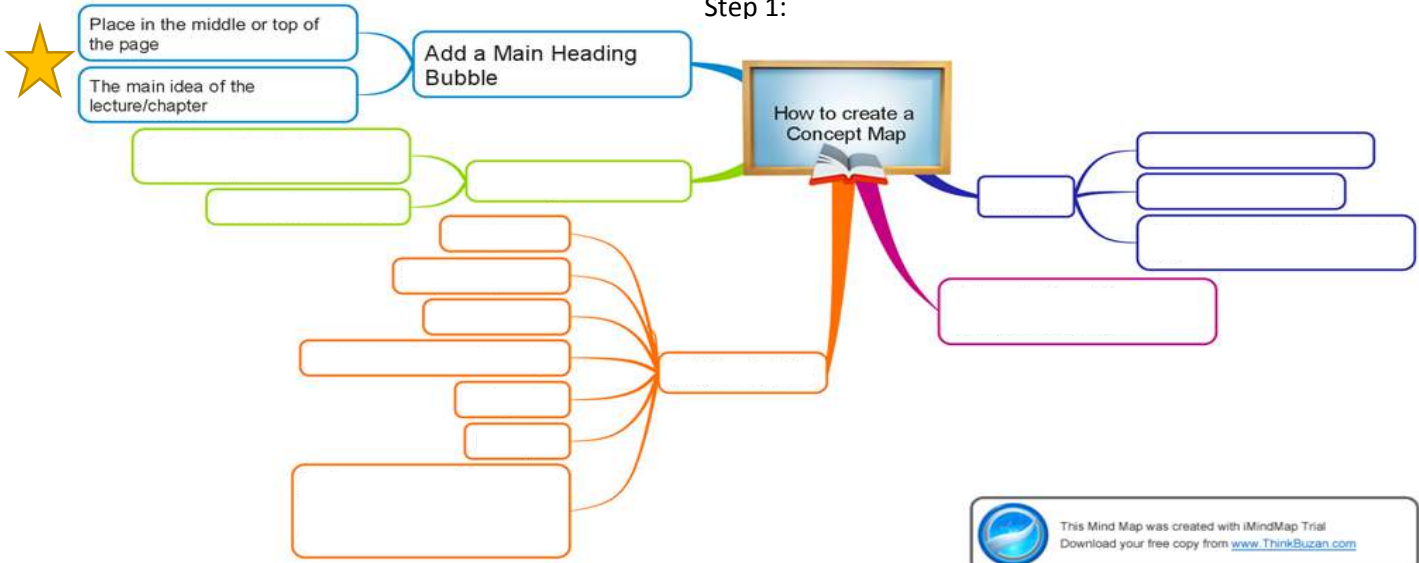 Step 1:
Place in the middle or top of
the page
Add a Main Heading
Bubble
The main idea of the
lecture/chapter
How to create a
Concept Map
This Mind Map was created with iMindMap Trial
Download your free copy from www.ThinkBuzan.com